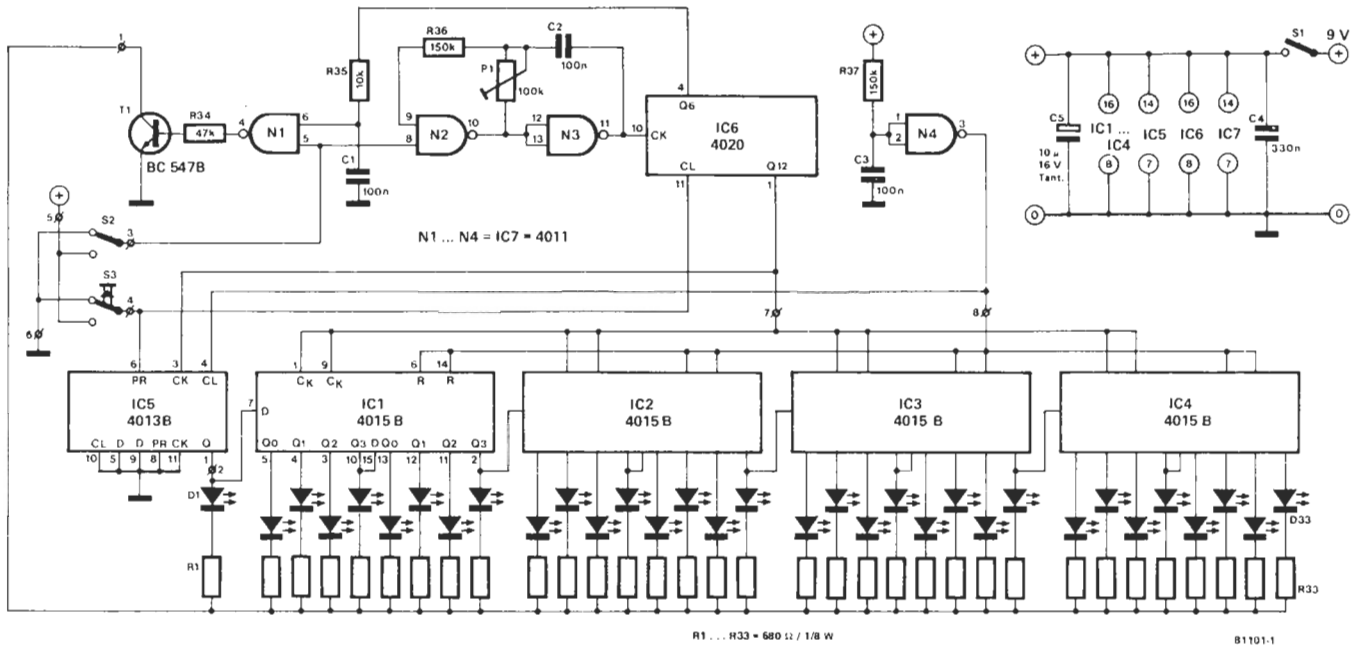 1
T1
BC 547B
R34
47k
4
N1
6
5
R35
10k
C1
100n
R36
150k
9
8
N2
10
P1
100k
C2
100n
12
13
N3
11
10
4
Q6
CK
IC6
4020
CL
Q12
11
1
+
R37
150k
C3
100n
1
2
N4
3
S1
9 V
+
+
C5
10 µ
16 V
Tant.
16
14
16
14
IC1 ...
IC4
IC5
IC6
IC7
8
7
8
7
C4
330n
0
0
+
5
S2
3
S3
4
6
N1 ... N4 = IC7 = 4011
7
8
6
3
4
PR
CK
CL
IC5
4013B
CL
D
D
PR
CK
Q
10
5
9
8
11
1
2
D1
R1
7
1
9
6
14
CK
CK
R
R
D
IC1
4015 B
Q0
Q1
Q2
Q3
D
Q0
Q1
Q2
Q3
5
4
3
10
15
13
12
11
2
IC2
4015 B
IC3
4015 B
IC4
4015 B
D33
R33
R1 ... R33 = 680 Ω / 1/8 W
81101-1